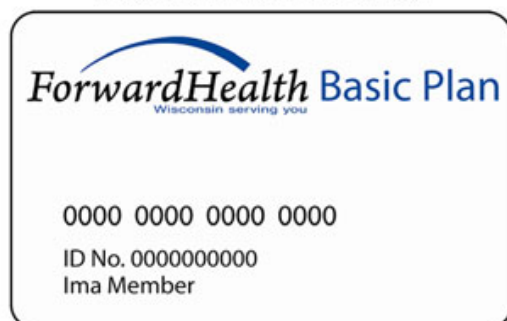 ForwardHealth Basic Plan
Wisconsin serving you
0000 0000 0000 0000
ID No. 0000000000
Ima Member